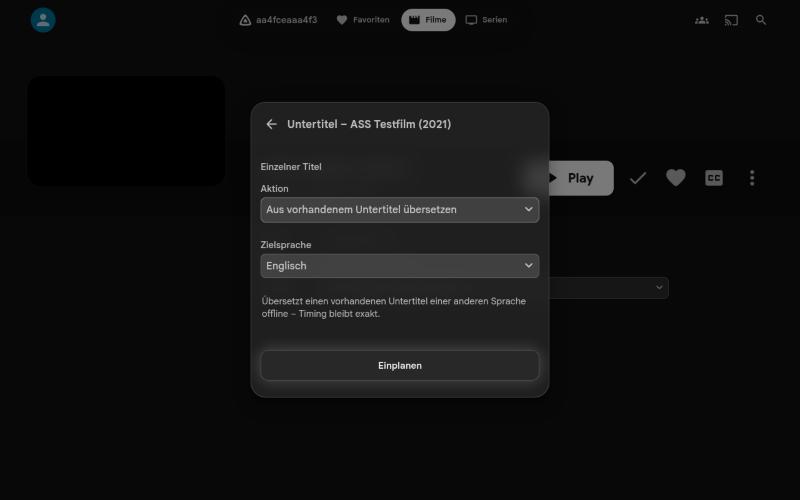 aa4fceaaa4f3
Favoriten
Filme
Serien
Untertitel – ASS Testfilm (2021)
Einzelner Titel
Aktion
Aus vorhandenem Untertitel übersetzen
Zielsprache
Englisch
Übersetzt einen vorhandenen Untertitel einer anderen Sprache
offline – Timing bleibt exakt.
Einplanen
Play
CC